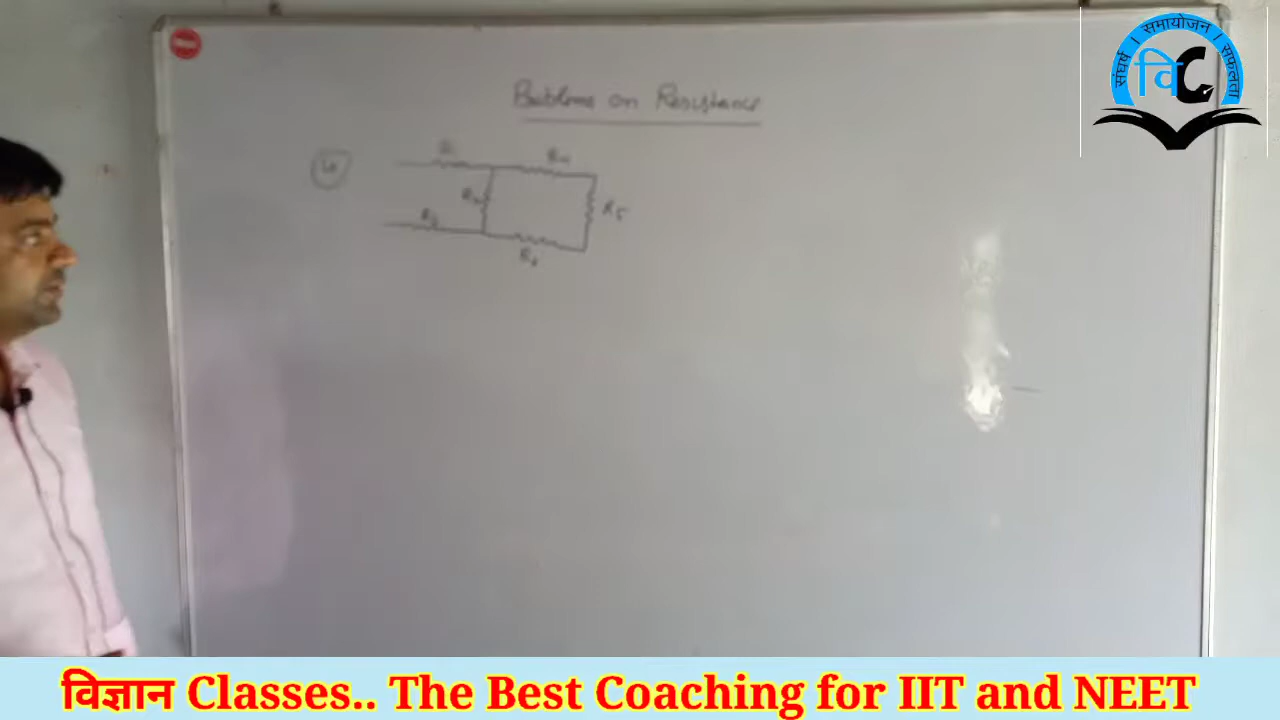 संघर्ष । समायोजन । सफलता
वि C
Problems on Resistance
R1
R4
R2
R5
R3
विज्ञान Classes.. The Best Coaching for IIT and NEET